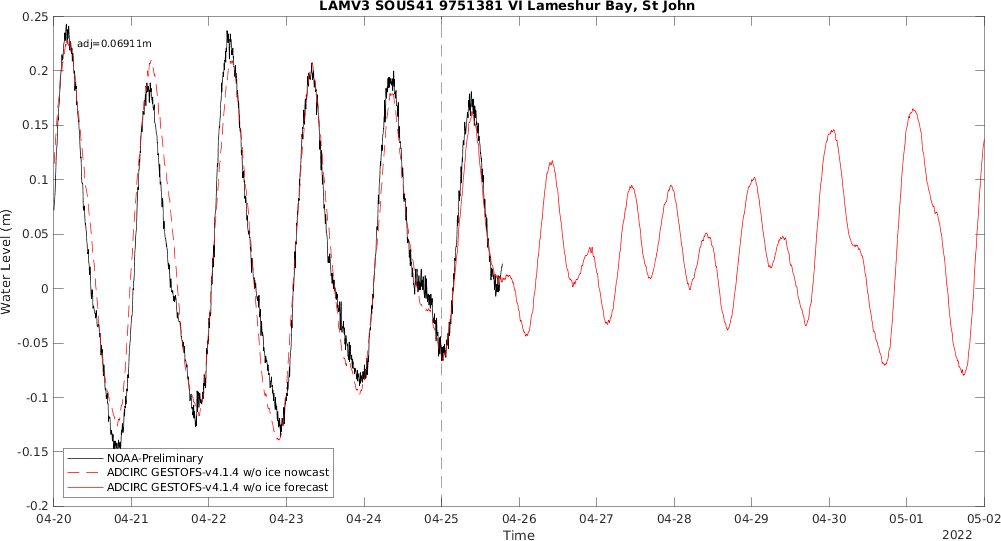 LAMV3 SOUS41 9751381 VI Lameshur Bay, St John
0.25
adj=0.06911m
0.2
0.15
0.1
0.05
0
-0.05
-0.1
-0.15
-0.2
Water Level (m)
NOAA-Preliminary
ADCIRC GESTOFS-v4.1.4 w/o ice nowcast
ADCIRC GESTOFS-v4.1.4 w/o ice forecast
04-20 04-21 04-22 04-23 04-24 04-25 04-26 04-27 04-28 04-29 04-30 05-01 05-02
Time
2022